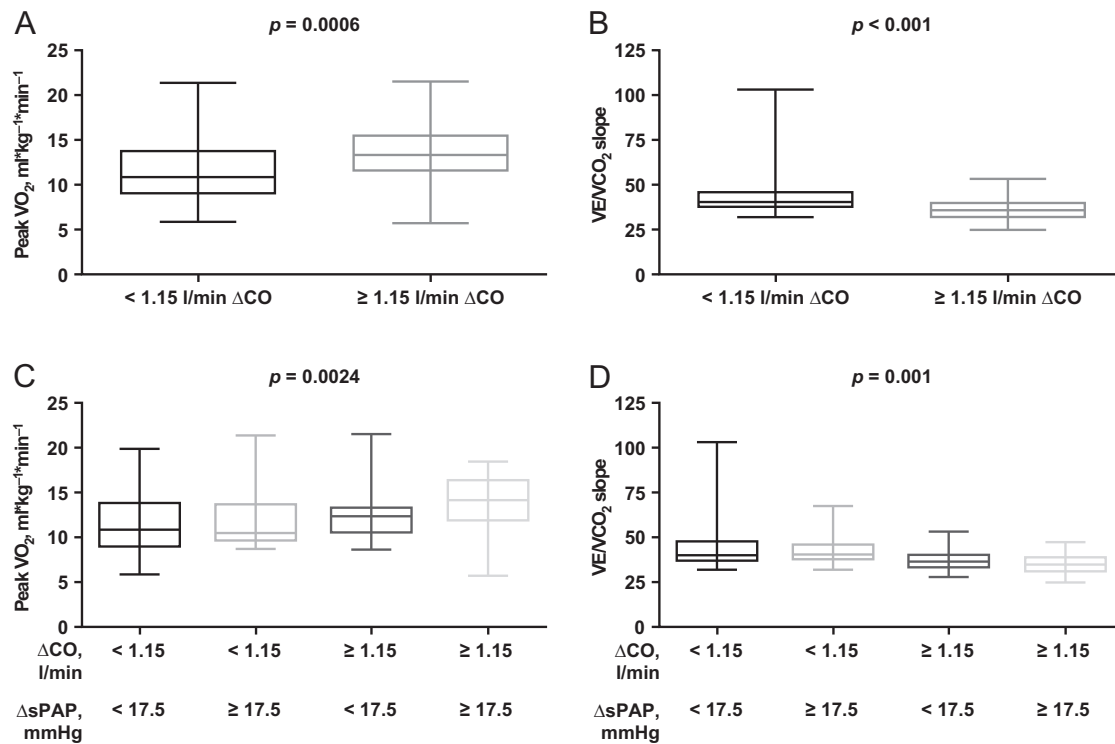 A
p = 0.0006
Peak VO₂, ml*kg⁻¹*min⁻¹
25
20
15
10
5
0
< 1.15 l/min ΔCO
≥ 1.15 l/min ΔCO
B
p < 0.001
VE/VCO₂ slope
125
100
75
50
25
0
< 1.15 l/min ΔCO
≥ 1.15 l/min ΔCO
C
p = 0.0024
Peak VO₂, ml*kg⁻¹*min⁻¹
25
20
15
10
5
0
ΔCO, < 1.15 < 1.15 ≥ 1.15 ≥ 1.15
l/min
ΔsPAP, < 17.5 ≥ 17.5 < 17.5 ≥ 17.5
mmHg
D
p = 0.001
VE/VCO₂ slope
125
100
75
50
25
0
ΔCO, < 1.15 < 1.15 ≥ 1.15 ≥ 1.15
l/min
ΔsPAP, < 17.5 ≥ 17.5 < 17.5 ≥ 17.5
mmHg